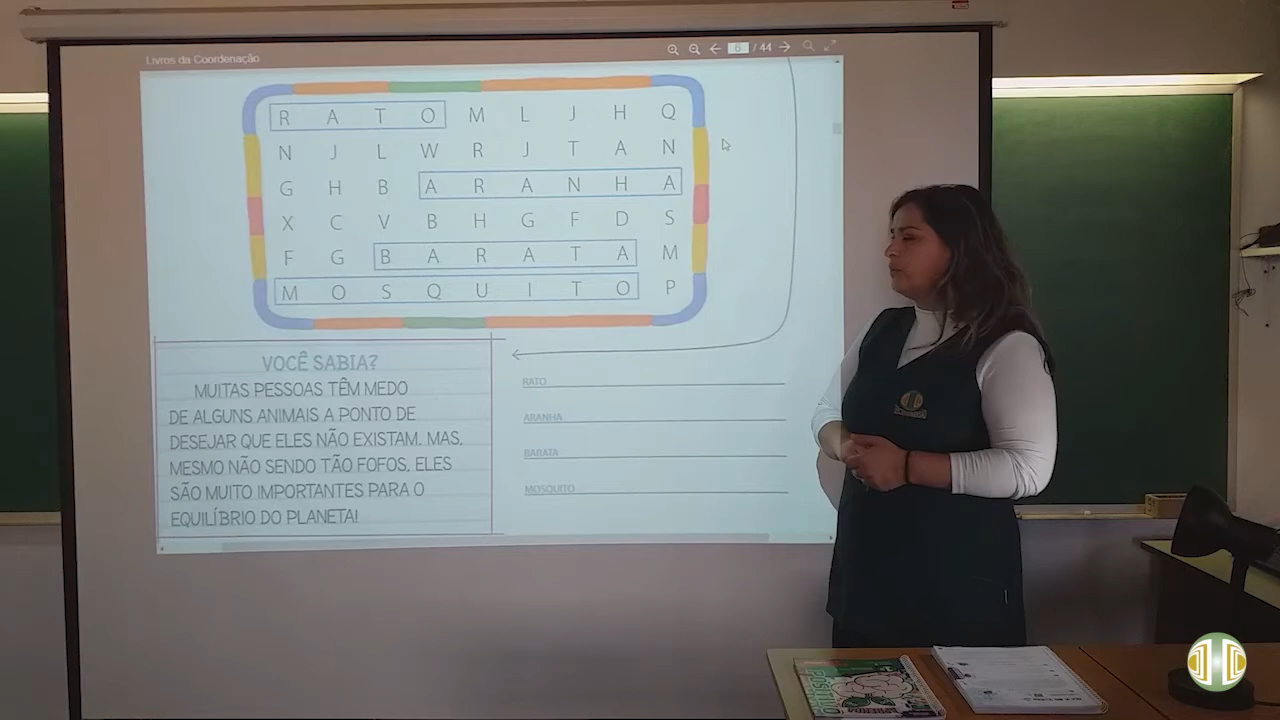 Livros da Coordenação
6 / 44
R A T O M L J H Q
N J L W R J T A N
G H B A R A N H A
X C V B H G F D S
F G B A R A T A M
M O S Q U I T O P
VOCÊ SABIA?
MUITAS PESSOAS TÊM MEDO
DE ALGUNS ANIMAIS A PONTO DE
DESEJAR QUE ELES NÃO EXISTAM. MAS,
MESMO NÃO SENDO TÃO FOFOS, ELES
SÃO MUITO IMPORTANTES PARA O
EQUILÍBRIO DO PLANETA!
RATO
ARANHA
BARATA
MOSQUITO